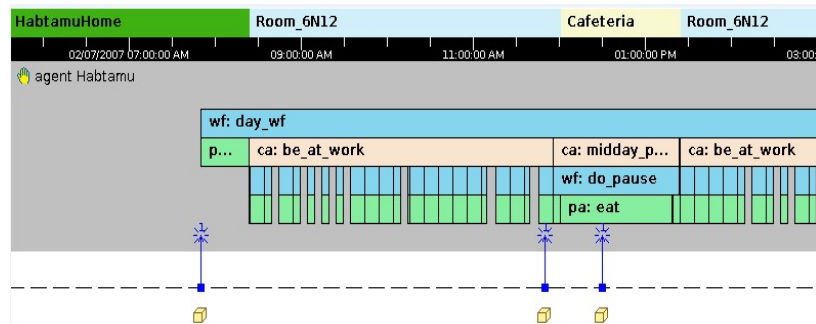 HabtamuHome Room_6N12 Cafeteria Room_6N12
02/07/2007 07:00:00 AM 09:00:00 AM 11:00:00 AM 01:00:00 PM 03:00:
agent Habtamu
wf: day_wf
p... ca: be_at_work ca: midday_p... ca: be_at_work
wf: do_pause
pa: eat